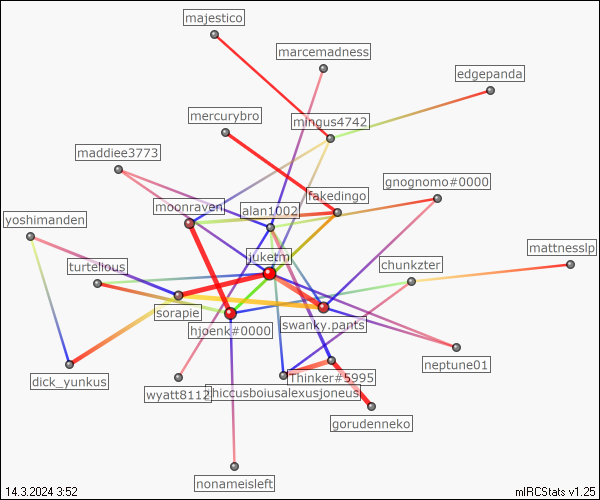 majestico
marcemadness
edgepanda
mercurybro
mingus4742
maddiee3773
gnognomo#0000
fakedingo
moonraven
alan1002
yoshimanden
juketm
mattnesslp
turtelious
chunkzter
sorapie
swanky.pants
hjoenk#0000
neptune01
Thinker#5995
dick_yunkus
wyatt8112
hiccusboiusalexusjoneus
gorudenneko
nonameisleft
14.3.2024 3:52
mIRCStats v1.25